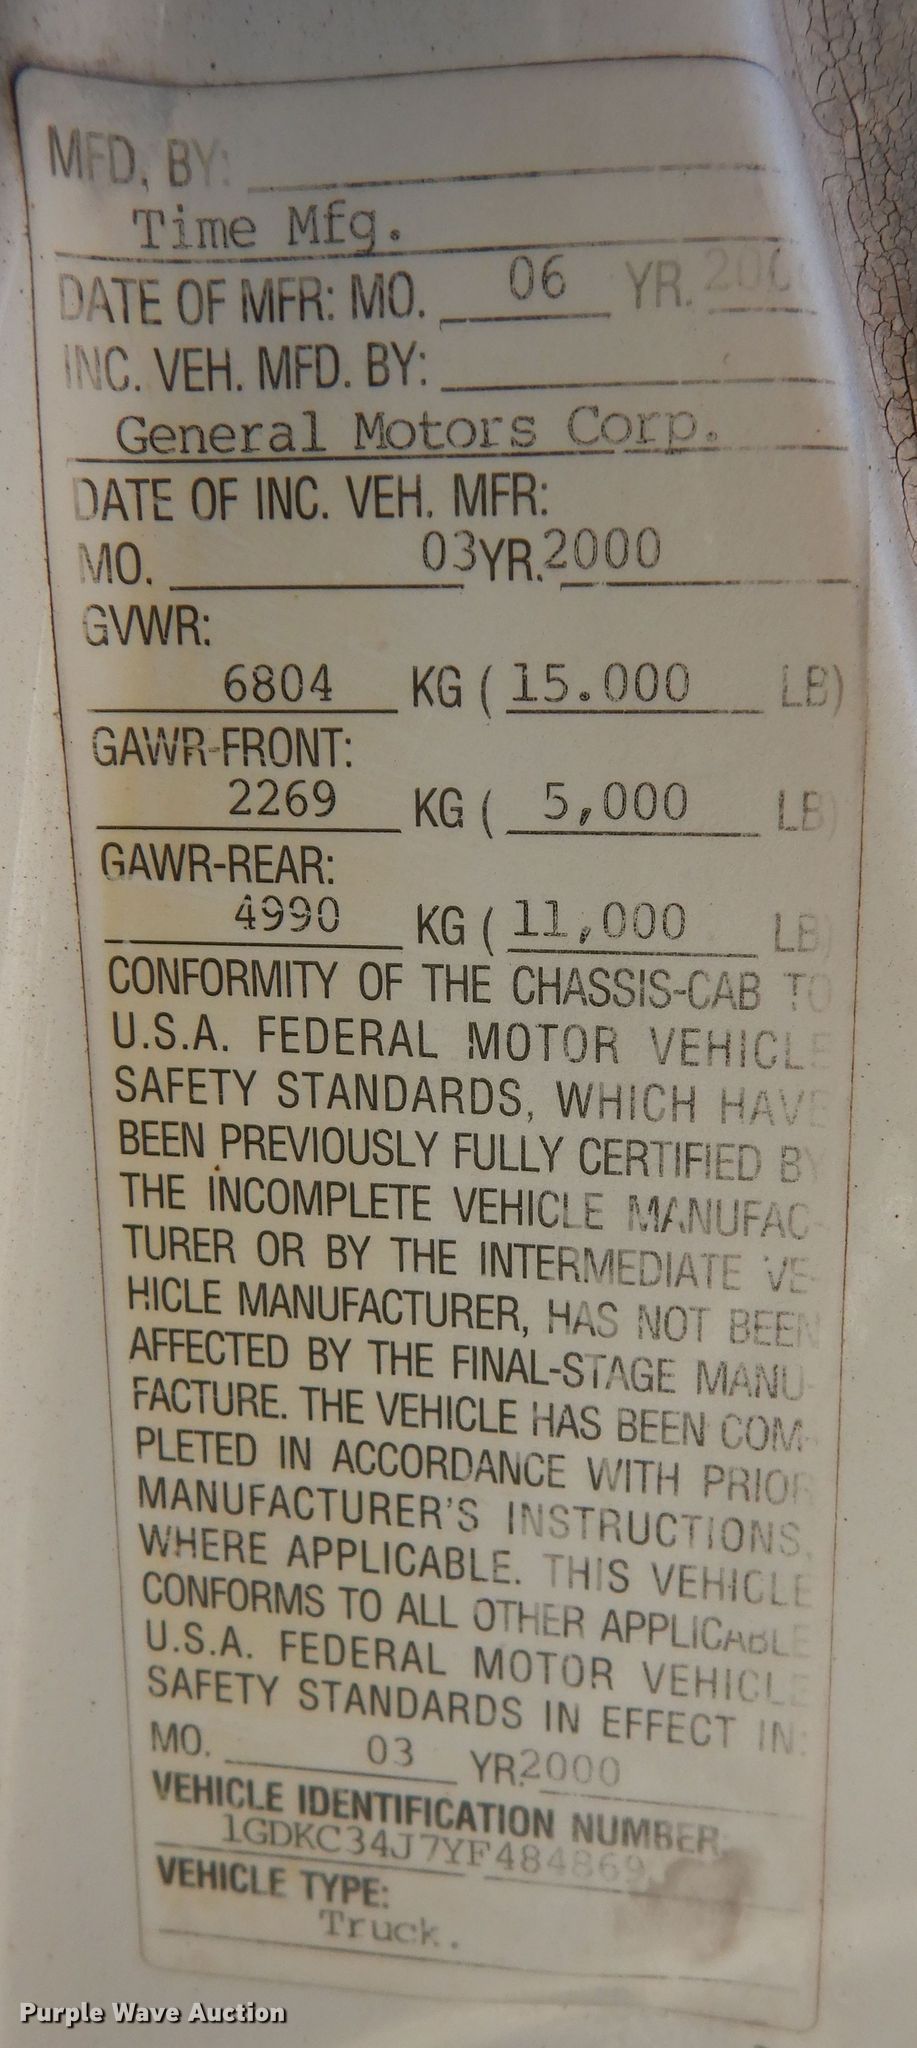 MFD. BY:
Time Mfg.
DATE OF MFR: MO. 06 YR. 200
INC. VEH. MFD. BY:
General Motors Corp.
DATE OF INC. VEH. MFR:
MO. 03 YR. 2000
GVWR:
6804 KG ( 15.000 LB)
GAWR-FRONT:
2269 KG ( 5,000 LB)
GAWR-REAR:
4990 KG ( 11,000 LB)
CONFORMITY OF THE CHASSIS-CAB TO
U.S.A. FEDERAL MOTOR VEHICLE
SAFETY STANDARDS, WHICH HAVE
BEEN PREVIOUSLY FULLY CERTIFIED BY
THE INCOMPLETE VEHICLE MANUFAC-
TURER OR BY THE INTERMEDIATE VE-
HICLE MANUFACTURER, HAS NOT BEEN
AFFECTED BY THE FINAL-STAGE MANU-
FACTURE. THE VEHICLE HAS BEEN COM-
PLETED IN ACCORDANCE WITH PRIOR
MANUFACTURER'S INSTRUCTIONS,
WHERE APPLICABLE. THIS VEHICLE
CONFORMS TO ALL OTHER APPLICABLE
U.S.A. FEDERAL MOTOR VEHICLE
SAFETY STANDARDS IN EFFECT IN:
MO. 03 YR. 2000
VEHICLE IDENTIFICATION NUMBER:
1GDKC34J7YF484869
VEHICLE TYPE:
Truck.
Purple Wave Auction